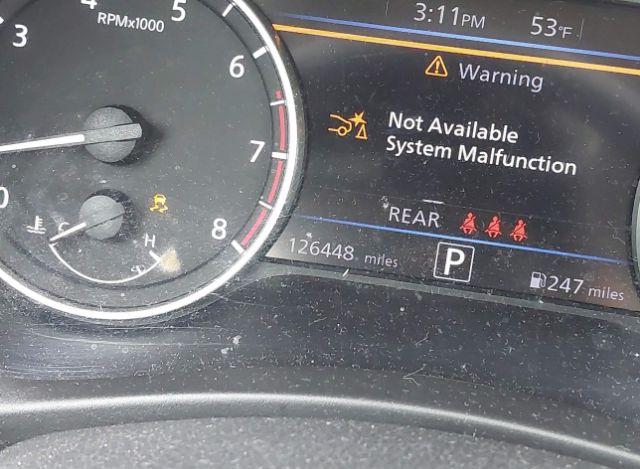 4
5
RPMx1000
3
6
7
8
0
C
H
3:11PM 53°F
Warning
Not Available
System Malfunction
REAR
126448 miles
P
247 miles